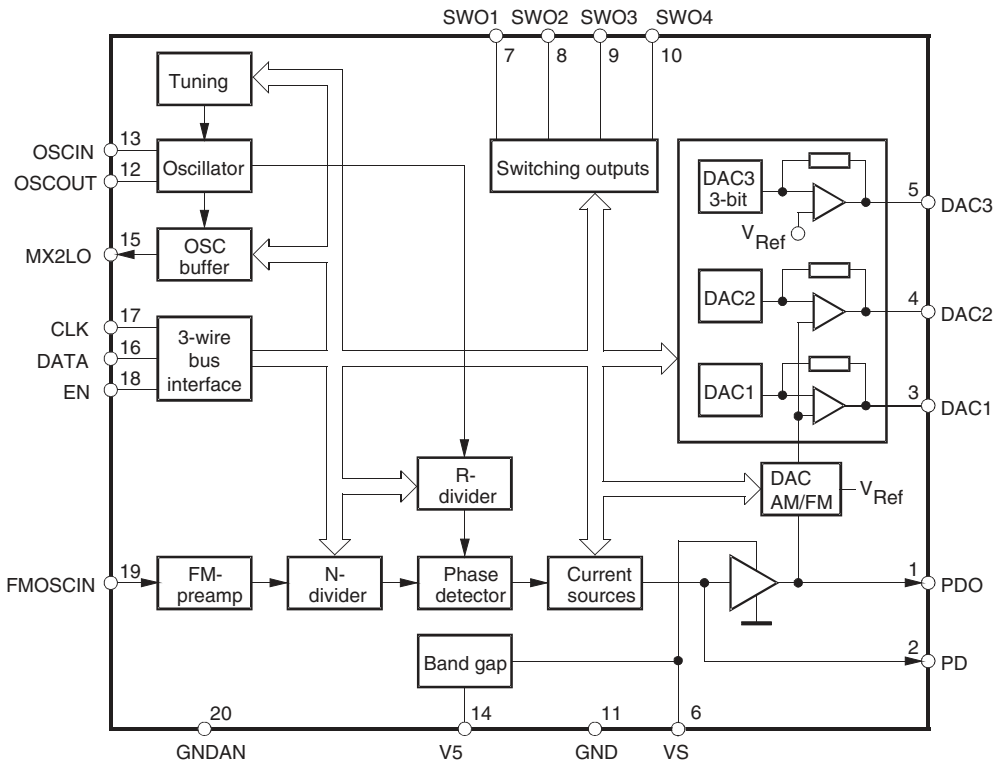 SWO1 SWO2 SWO3 SWO4
7 8 9 10
Tuning
OSCIN 13
OSCOUT 12
Oscillator
MX2LO 15
OSC
buffer
CLK 17
DATA 16
EN 18
3-wire
bus
interface
Switching outputs
DAC3
3-bit
VRef
5 DAC3
DAC2
4 DAC2
DAC1
3 DAC1
R-
divider
DAC
AM/FM
VRef
FMOSCIN 19
FM-
preamp
N-
divider
Phase
detector
Current
sources
1 PDO
2 PD
Band gap
20 14 11 6
GNDAN V5 GND VS